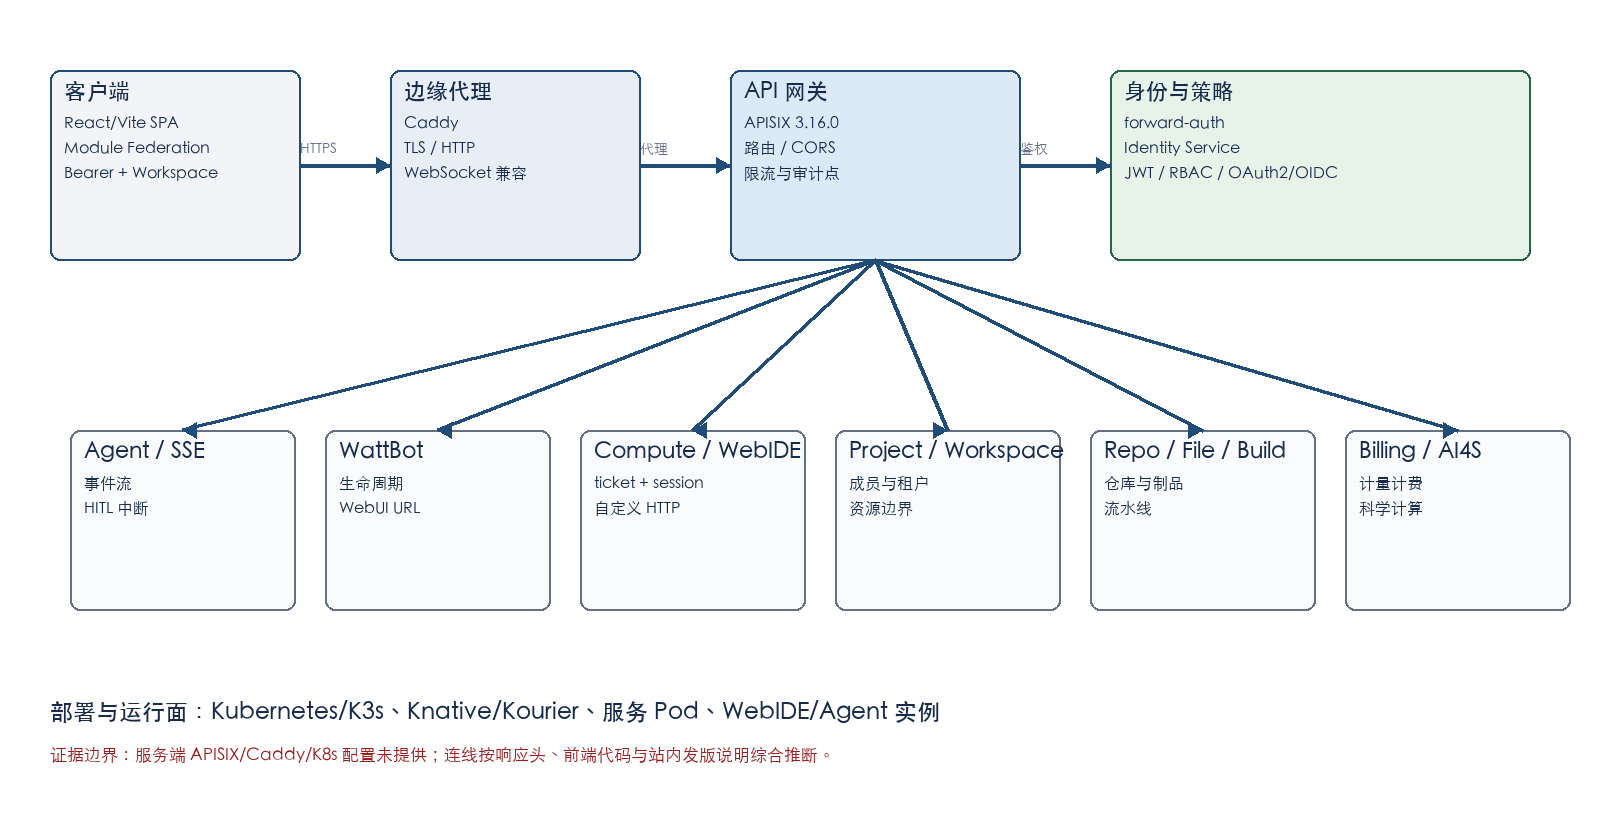 客户端
React/Vite SPA
Module Federation
Bearer + Workspace
HTTPS
边缘代理
Caddy
TLS / HTTP
WebSocket 兼容
代理
API 网关
APISIX 3.16.0
路由 / CORS
限流与审计点
鉴权
身份与策略
forward-auth
Identity Service
JWT / RBAC / OAuth2/OIDC
Agent / SSE
事件流
HITL 中断
WattBot
生命周期
WebUI URL
Compute / WebIDE
ticket + session
自定义 HTTP
Project / Workspace
成员与租户
资源边界
Repo / File / Build
仓库与制品
流水线
Billing / AI4S
计量计费
科学计算
部署与运行面：Kubernetes/K3s、Knative/Kourier、服务 Pod、WebIDE/Agent 实例
证据边界：服务端 APISIX/Caddy/K8s 配置未提供；连线按响应头、前端代码与站内发版说明综合推断。